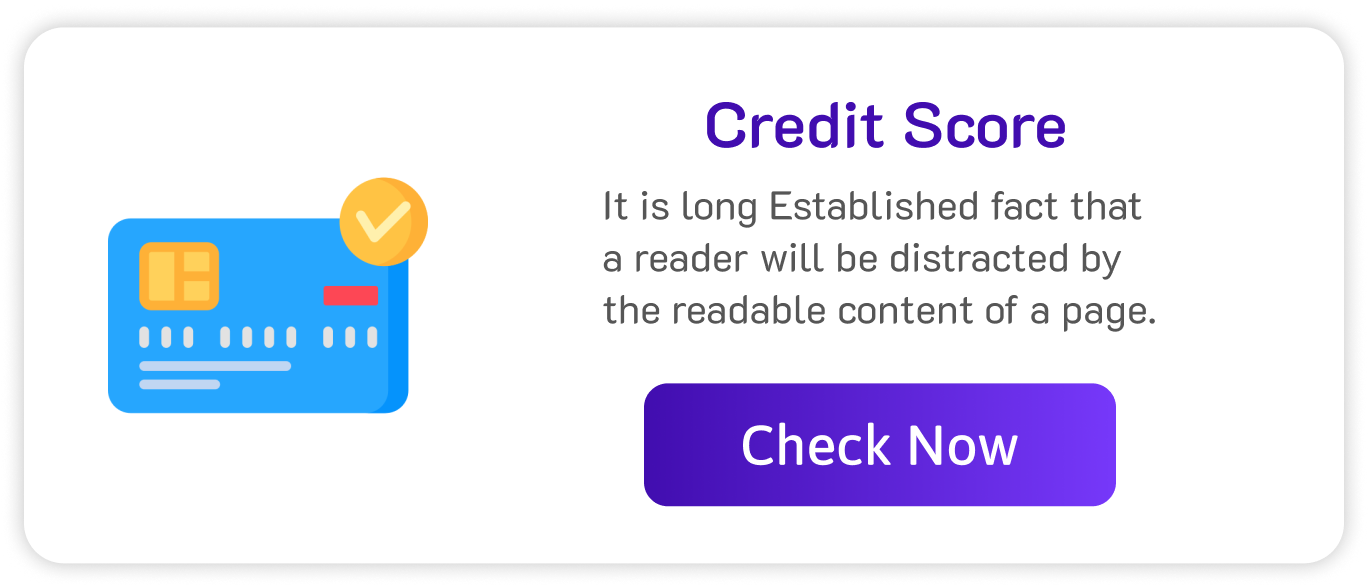 Credit Score
It is long Established fact that
a reader will be distracted by
the readable content of a page.
Check Now